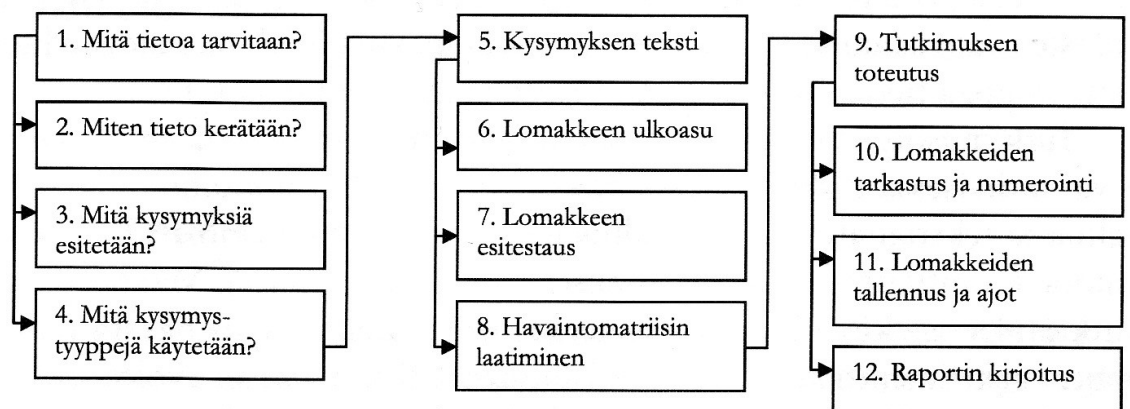 1. Mitä tietoa tarvitaan?
2. Miten tieto kerätään?
3. Mitä kysymyksiä
esitetään?
4. Mitä kysymys-
tyyppejä käytetään?
5. Kysymyksen teksti
6. Lomakkeen ulkoasu
7. Lomakkeen
esitestaus
8. Havaintomatriisin
laatiminen
9. Tutkimuksen
toteutus
10. Lomakkeiden
tarkastus ja numerointi
11. Lomakkeiden
tallennus ja ajot
12. Raportin kirjoitus